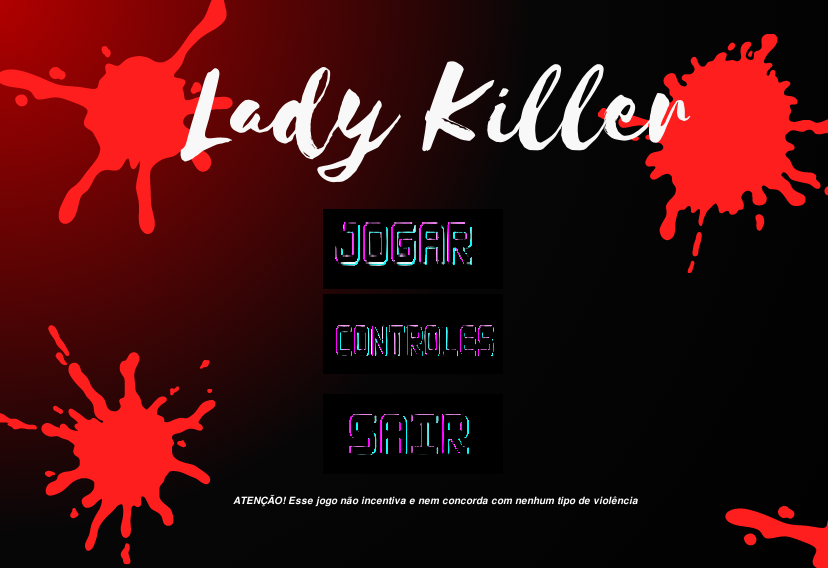 Lady Killer
JOGAR
CONTROLES
SAIR
ATENÇÃO! Esse jogo não incentiva e nem concorda com nenhum tipo de violência